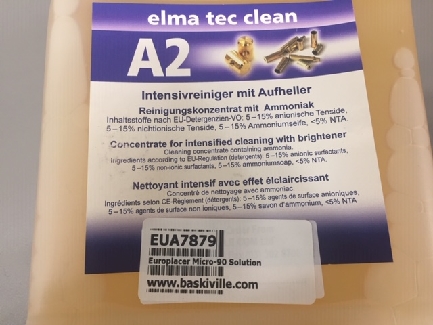 elma tec clean
A2
Intensivreiniger mit Aufheller
Reinigungskonzentrat mit Ammoniak
Inhaltsstoffe nach EU-Detergenzien-VO: 5 – 15% anionische Tenside,
5 – 15% nichtionische Tenside, 5 – 15% Ammoniumseife, <5% NTA.
Concentrate for intensified cleaning with brightener
Cleaning concentrate containing ammonia.
Ingredients according to EU-Regulation (detergents): 5 – 15% anionic surfactants,
5 – 15% non-ionic surfactants, 5 – 15% ammoniumsoap, <5% NTA.
Nettoyant intensif avec effet éclaircissant
Concentré de nettoyage avec ammoniac
Ingrédients selon CE-Règlement (détergents): 5 – 15% agents de surface anioniques,
5 – 15% agents de surface non ioniques, 5 – 15% savon d'ammonium, <5% NTA
EUA7879
Europlacer Micro-90 Solution
www.baskiville.com